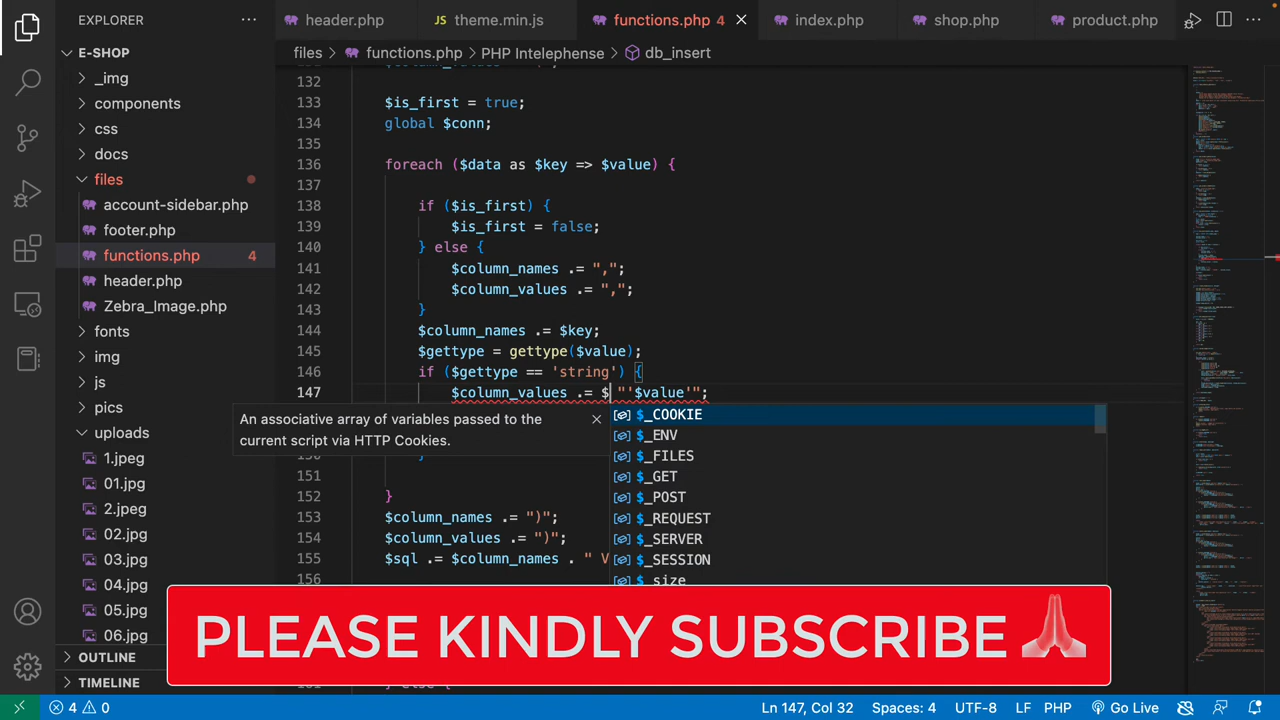 EXPLORER
header.php
theme.min.js
functions.php 4
index.php
shop.php
product.php
E-SHOP
files
functions.php
PHP Intelephense
db_insert
_img
components
css
docs
files
account-sidebar.php
footer.php
functions.php 4
header.php
Zebra_Image.php
fonts
img
js
pics
uploads
1.jpeg
01.jpg
2.jpeg
02.jpg
03.jpg
04.jpg
05.jpg
06.jpg
OUTLINE
TIMELINE
132
133 $is_first = true;
134 global $conn;
135
136 foreach ($data $key => $value) {
137
138 if ($is_fitt) {
139 $is_fitt = false;
140 } else {
141 $column_names .= ",";
142 $column_values .= ",";
143 }
144 $column_names .= $key;
145 $gettype gettype($value);
146 if ($gettype == 'string') {
147 $column_values .= $ "'$value'";
An associative array of variables passed to the
current script via HTTP Cookies.
$_COOKIE
$_ENV
$_FILES
$_GET
$_POST
$_REQUEST
$_SERVER
$_SESSION
$_size
150 }
151
152 }
153 $column_names .= ")";
154 $column_values .= ")";
155 $sql .= $column_names . " V
156
PLEASE KINDLY SUBSCRIBE
} else {
4 0
Ln 147, Col 32
Spaces: 4
UTF-8
LF
PHP
Go Live